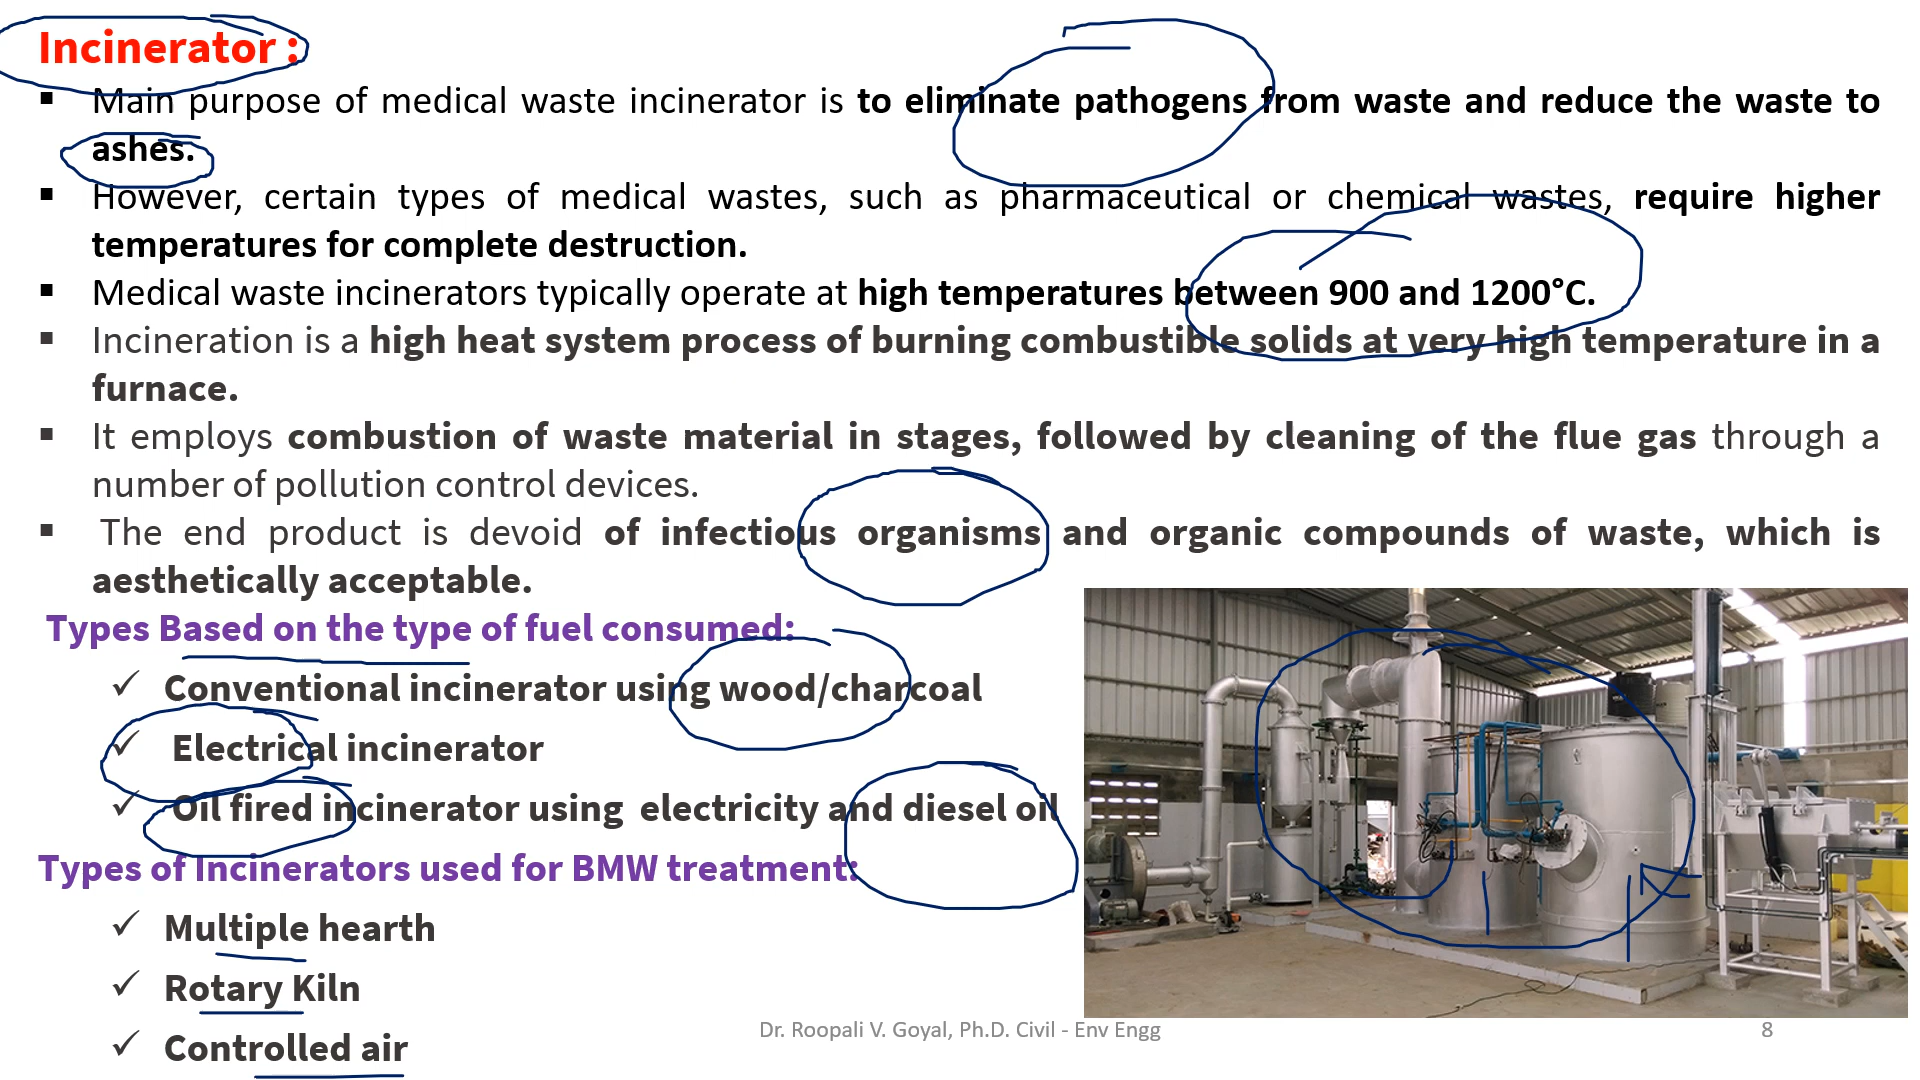 Incinerator :
▪ Main purpose of medical waste incinerator is to eliminate pathogens from waste and reduce the waste to
ashes.
▪ However, certain types of medical wastes, such as pharmaceutical or chemical wastes, require higher
temperatures for complete destruction.
▪ Medical waste incinerators typically operate at high temperatures between 900 and 1200°C.
▪ Incineration is a high heat system process of burning combustible solids at very high temperature in a
furnace.
▪ It employs combustion of waste material in stages, followed by cleaning of the flue gas through a
number of pollution control devices.
▪ The end product is devoid of infectious organisms and organic compounds of waste, which is
aesthetically acceptable.
Types Based on the type of fuel consumed:
✓ Conventional incinerator using wood/charcoal
✓ Electrical incinerator
✓ Oil fired incinerator using electricity and diesel oil
Types of Incinerators used for BMW treatment:
✓ Multiple hearth
✓ Rotary Kiln
✓ Controlled air
Dr. Roopali V. Goyal, Ph.D. Civil - Env Engg
8